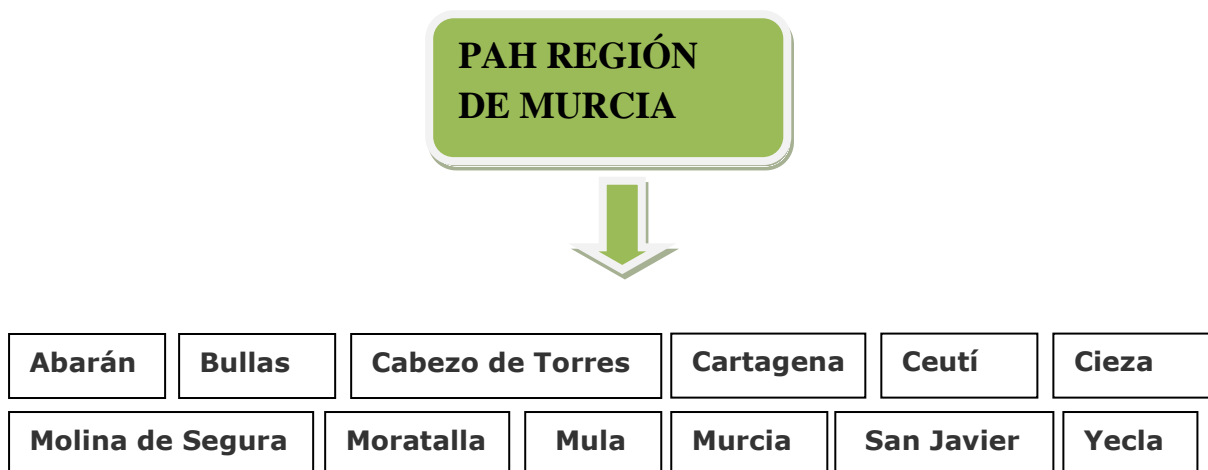 PAH REGIÓN
DE MURCIA
Abarán Bullas Cabezo de Torres Cartagena Ceutí Cieza
Molina de Segura Moratalla Mula Murcia San Javier Yecla